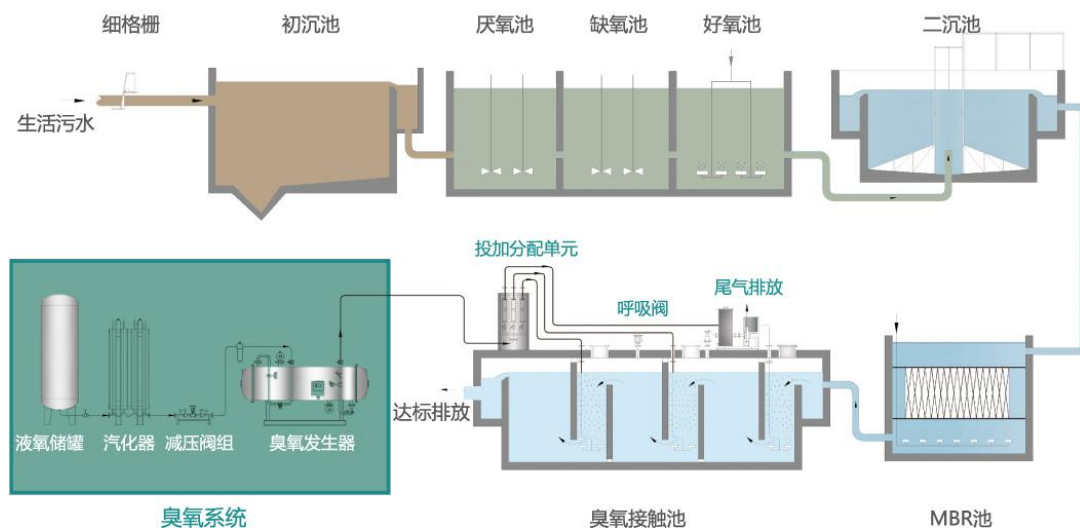 细格栅
初沉池
厌氧池
缺氧池
好氧池
二沉池
生活污水
投加分配单元
呼吸阀
尾气排放
液氧储罐
汽化器
减压阀组
臭氧发生器
达标排放
臭氧系统
臭氧接触池
MBR池